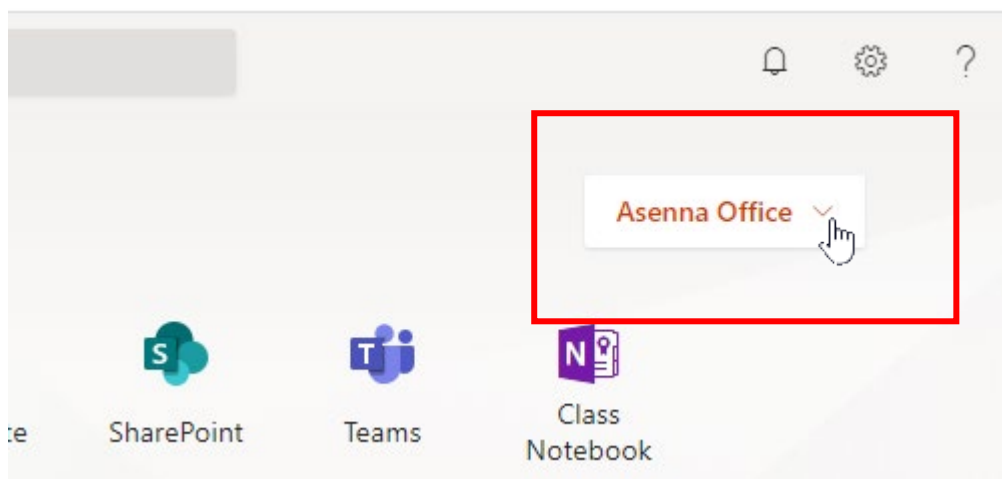 ?
Asenna Office
S
T
N
:e
SharePoint
Teams
Class
Notebook